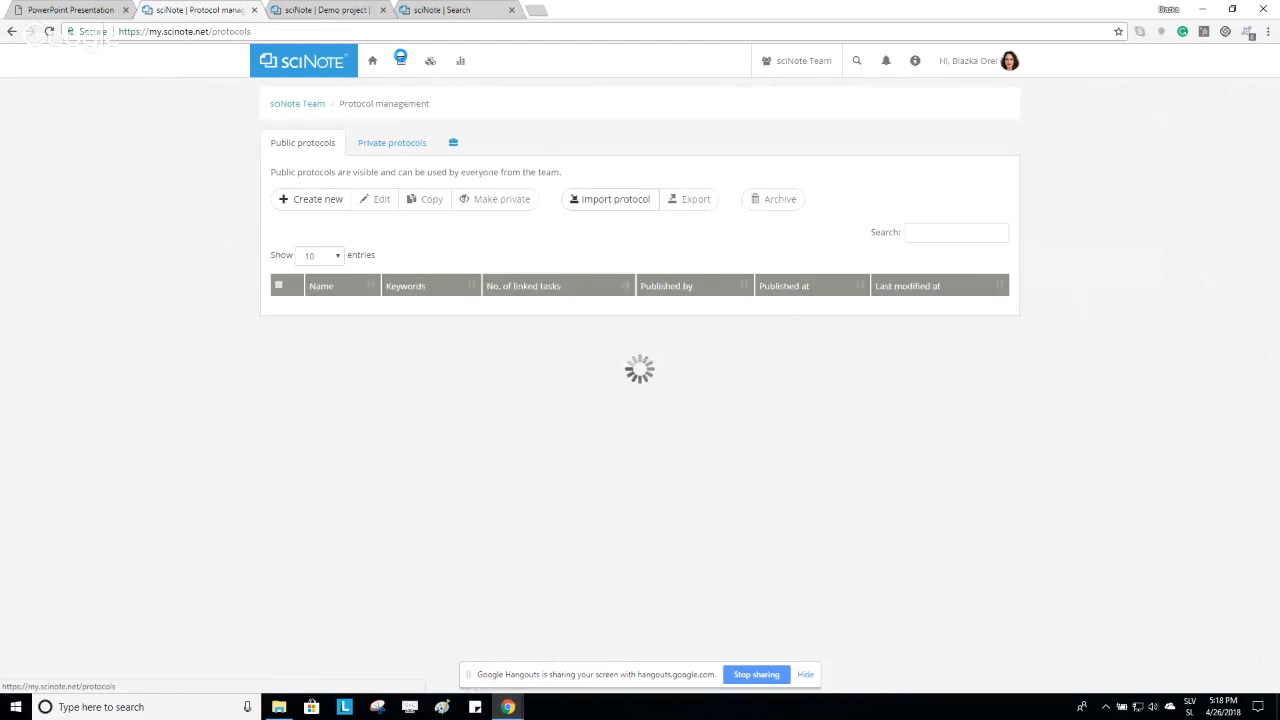 PowerPoint Presentation
sciNote | Protocol manag
sciNote | Demo project |
sciNote | Search
Blazka
Secure
https://my.scinote.net/protocols
SCINOTE
sciNote Team
Hi, Blazka Orel
sciNote Team / Protocol management
Public protocols
Private protocols
Public protocols are visible and can be used by everyone from the team.
Create new
Edit
Copy
Make private
Import protocol
Export
Archive
Search:
Show 10 entries
Name
Keywords
No. of linked tasks
Published by
Published at
Last modified at
Google Hangouts is sharing your screen with hangouts.google.com.
Stop sharing
Hide
https://my.scinote.net/protocols
Type here to search
L
SLV
SL
5:18 PM
4/26/2018